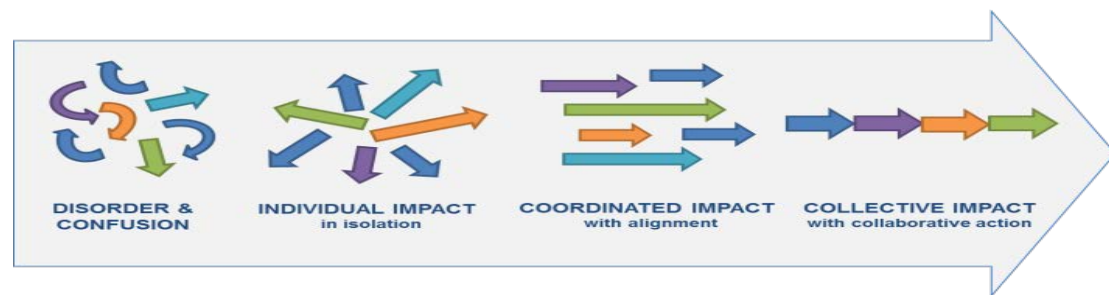 DISORDER &
CONFUSION
INDIVIDUAL IMPACT
in isolation
COORDINATED IMPACT
with alignment
COLLECTIVE IMPACT
with collaborative action